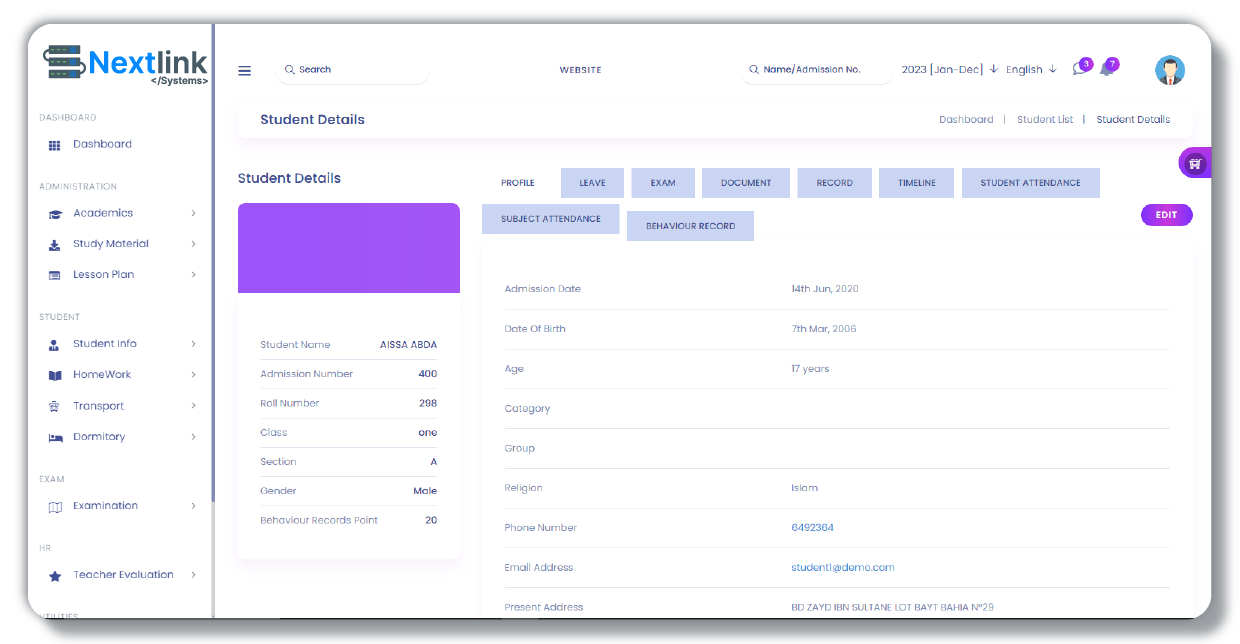 Nextlink
</Systems>
Search
WEBSITE
Name/Admission No.
2023 [Jan-Dec]
English
3
7
DASHBOARD
Dashboard
ADMINISTRATION
Academics
Study Material
Lesson Plan
STUDENT
Student Info
HomeWork
Transport
Dormitory
EXAM
Examination
HR
Teacher Evaluation
UTILITIES
Student Details
Dashboard | Student List | Student Details
Student Details
Student Name AISSA ABDA
Admission Number 400
Roll Number 298
Class one
Section A
Gender Male
Behaviour Records Point 20
PROFILE LEAVE EXAM DOCUMENT RECORD TIMELINE STUDENT ATTENDANCE
SUBJECT ATTENDANCE BEHAVIOUR RECORD
EDIT
Admission Date 14th Jun, 2020
Date Of Birth 7th Mar, 2006
Age 17 years
Category
Group
Religion Islam
Phone Number 6492364
Email Address student1@demo.com
Present Address BD ZAYD IBN SULTANE LOT BAYT BAHIA N°29